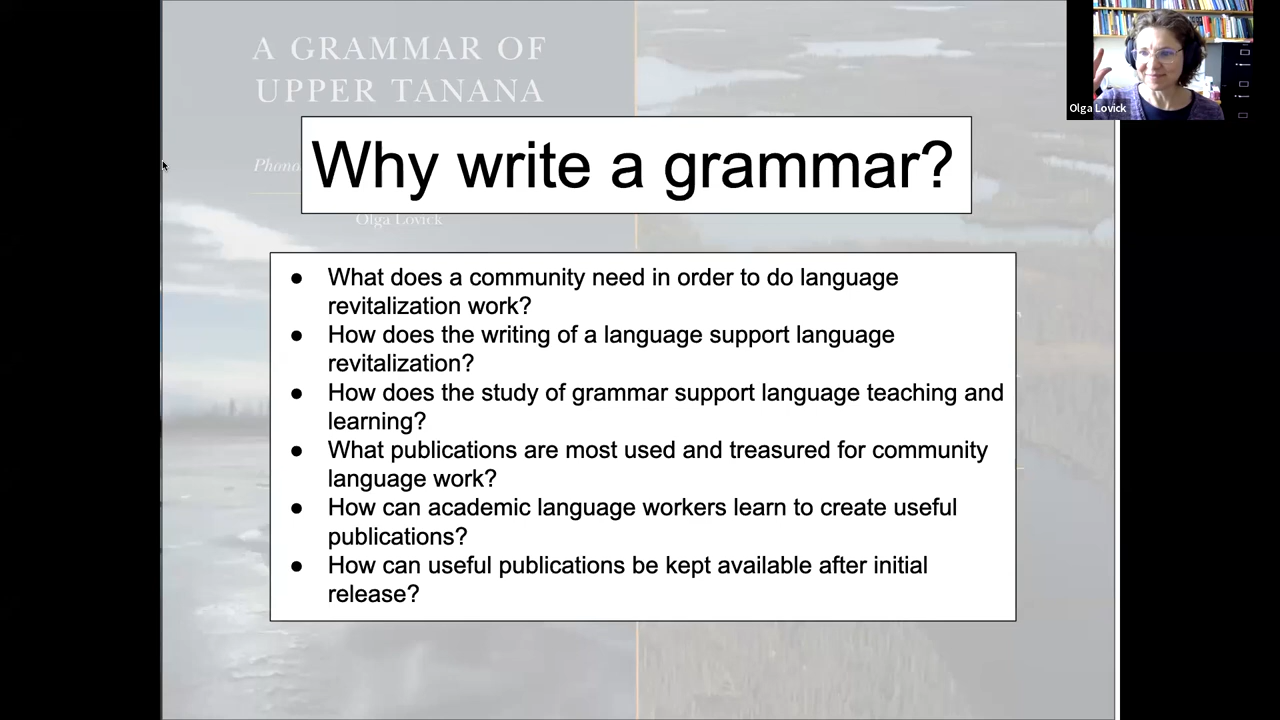 A GRAMMAR OF
UPPER TANANA
Olga Lovick
Why write a grammar?
Olga Lovick
● What does a community need in order to do language
revitalization work?
● How does the writing of a language support language
revitalization?
● How does the study of grammar support language teaching and
learning?
● What publications are most used and treasured for community
language work?
● How can academic language workers learn to create useful
publications?
● How can useful publications be kept available after initial
release?